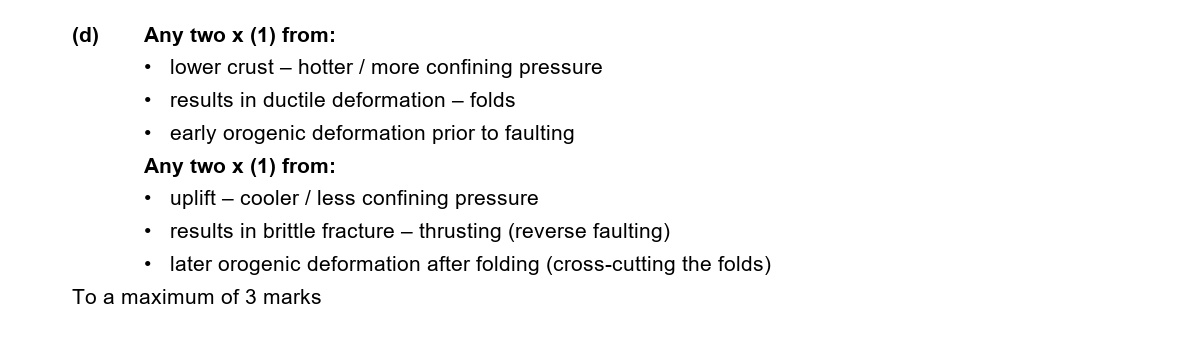 (d) Any two x (1) from:
• lower crust – hotter / more confining pressure
• results in ductile deformation – folds
• early orogenic deformation prior to faulting
Any two x (1) from:
• uplift – cooler / less confining pressure
• results in brittle fracture – thrusting (reverse faulting)
• later orogenic deformation after folding (cross-cutting the folds)
To a maximum of 3 marks